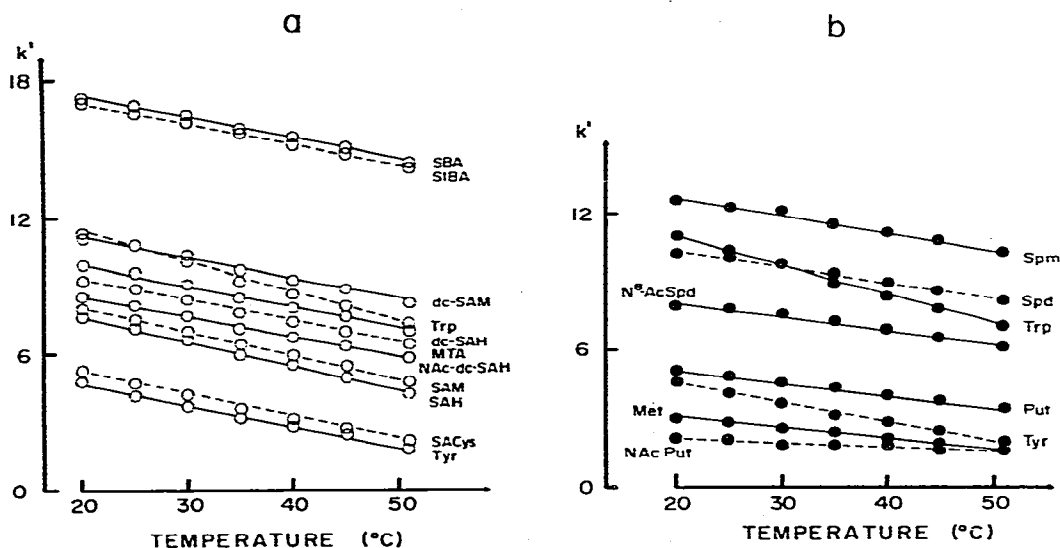 a
k'
18
12
6
0
20
30
40
50
TEMPERATURE (°C)
SBA
SIBA
dc-SAM
Trp
dc-SAH
MTA
NAc-dc-SAH
SAM
SAH
SACys
Tyr
b
k'
12
6
0
20
30
40
50
TEMPERATURE (°C)
Spm
Spd
Trp
Put
Tyr
Met
NAc Put